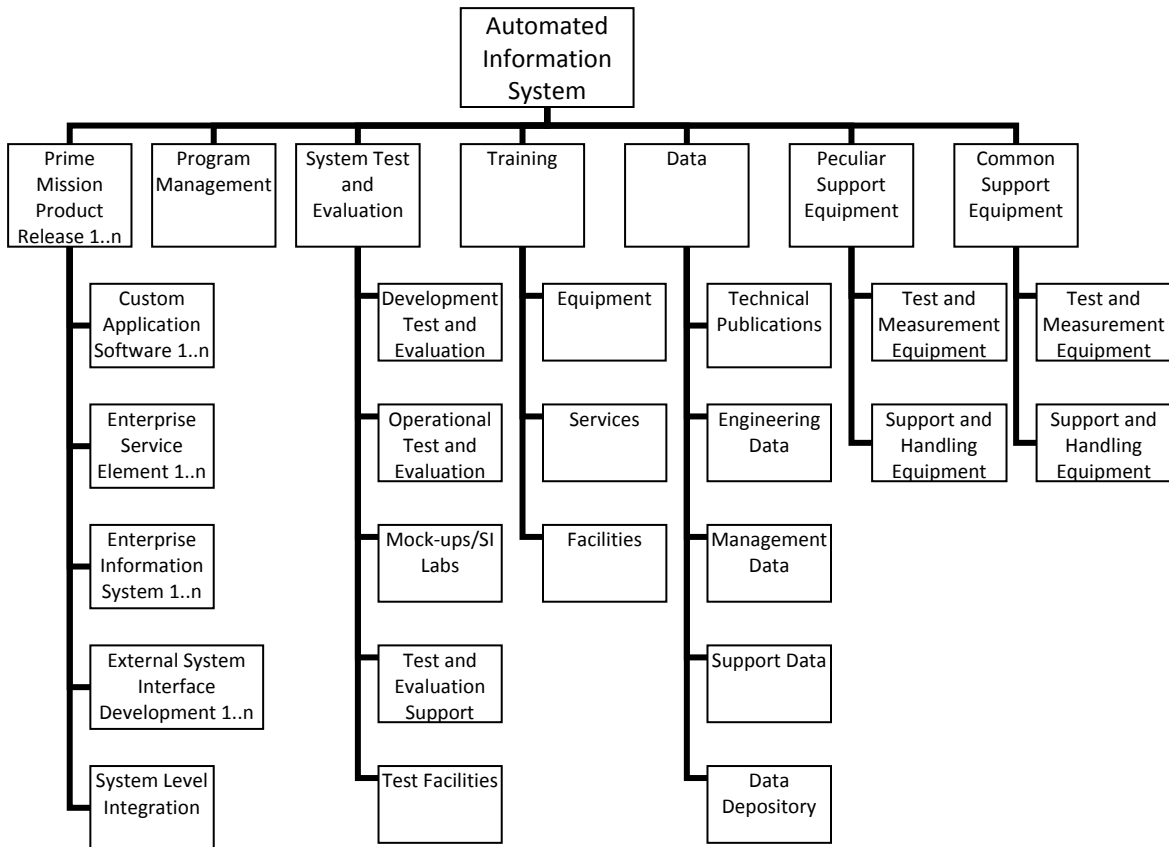 Automated
Information
System
Prime
Mission
Product
Release 1..n
Program
Management
System Test
and
Evaluation
Training
Data
Peculiar
Support
Equipment
Common
Support
Equipment
Custom
Application
Software 1..n
Development
Test and
Evaluation
Equipment
Technical
Publications
Test and
Measurement
Equipment
Test and
Measurement
Equipment
Enterprise
Service
Element 1..n
Operational
Test and
Evaluation
Services
Engineering
Data
Support and
Handling
Equipment
Support and
Handling
Equipment
Enterprise
Information
System 1..n
Mock-ups/SI
Labs
Facilities
Management
Data
External System
Interface
Development 1..n
Test and
Evaluation
Support
Support Data
System Level
Integration
Test Facilities
Data
Depository